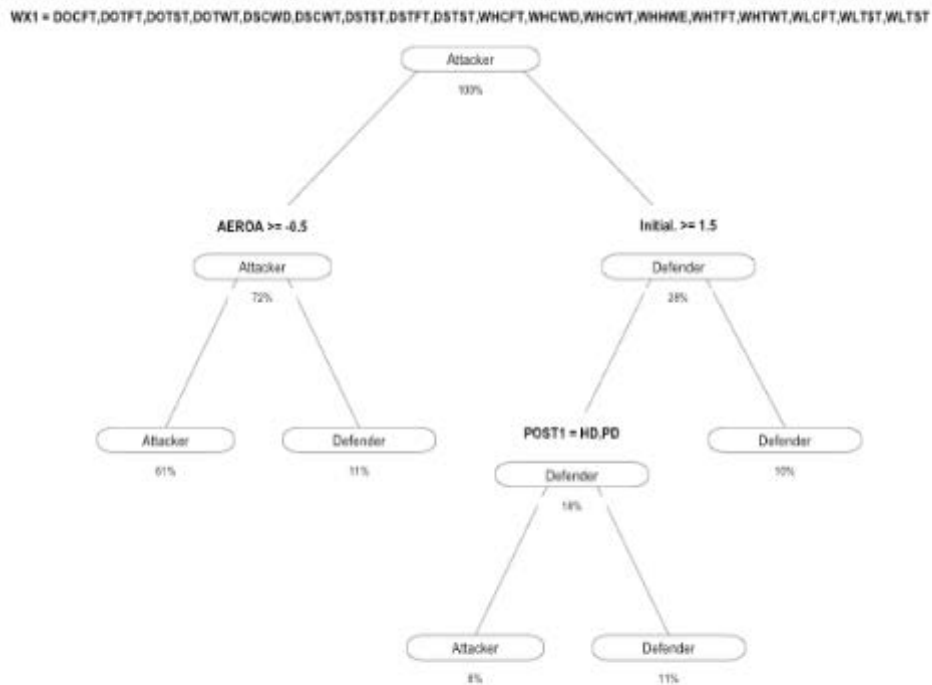 WX1 = DOCFT,DOTFT,DOTST,DOTWT,DSCWD,DSCWT,DSTST,DSTFT,DSTST,WHCFT,WHCWD,WHCWT,WHHWE,WHTFT,WHTWT,WLCFT,WLTST,WLTST
Attacker
100%
AEROA >= -0.5
Initial. >= 1.5
Attacker
Defender
72%
28%
Attacker
Defender
POST1 = HD,PD
Defender
61%
11%
Defender
10%
Attacker
Defender
11%